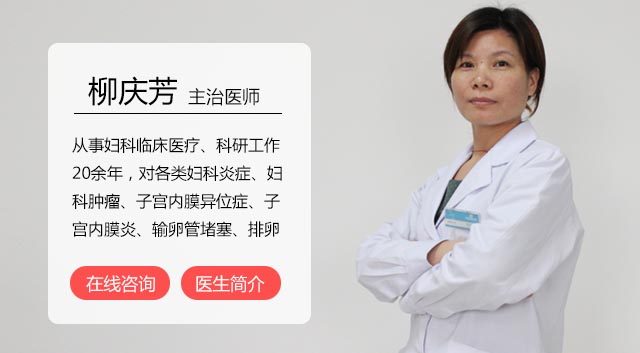 柳庆芳 主治医师
从事妇科临床医疗、科研工作
20余年，对各类妇科炎症、妇
科肿瘤、子宫内膜异位症、子
宫内膜炎、输卵管堵塞、排卵
在线咨询 医生简介